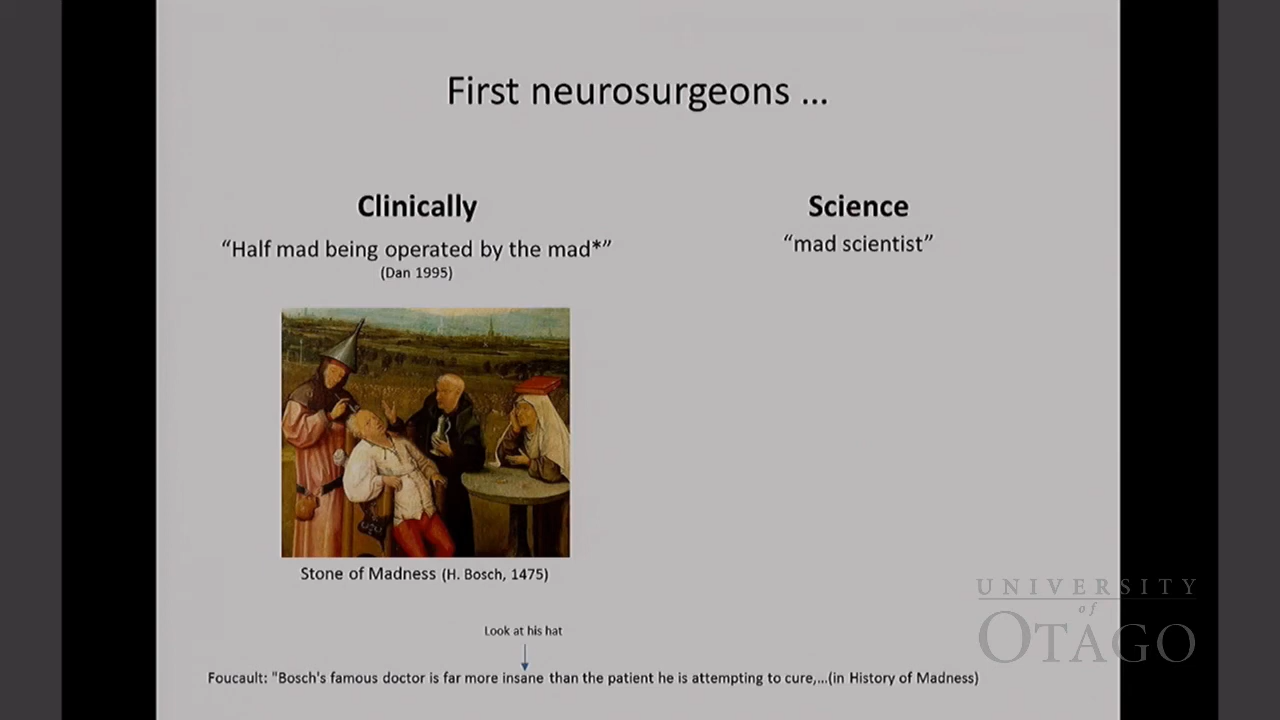 First neurosurgeons ...
Clinically
“Half mad being operated by the mad*”
(Dan 1995)
Science
“mad scientist”
Stone of Madness (H. Bosch, 1475)
Look at his hat
Foucault: "Bosch's famous doctor is far more insane than the patient he is attempting to cure,...(in History of Madness)
UNIVERSITY
of
OTAGO